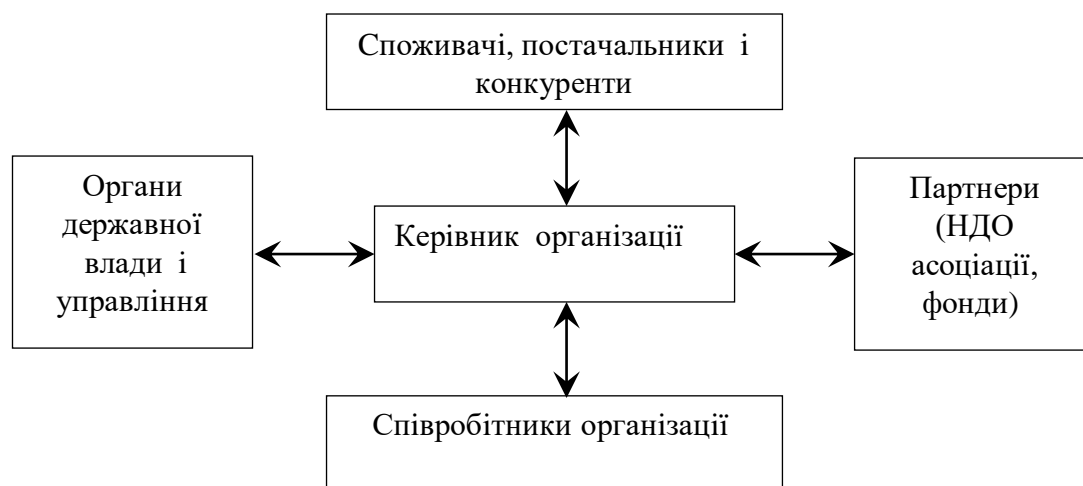 Споживачі, постачальники і
конкуренти
Органи
державної
влади і
управління
Керівник організації
Партнери
(НДО
асоціації,
фонди)
Співробітники організації